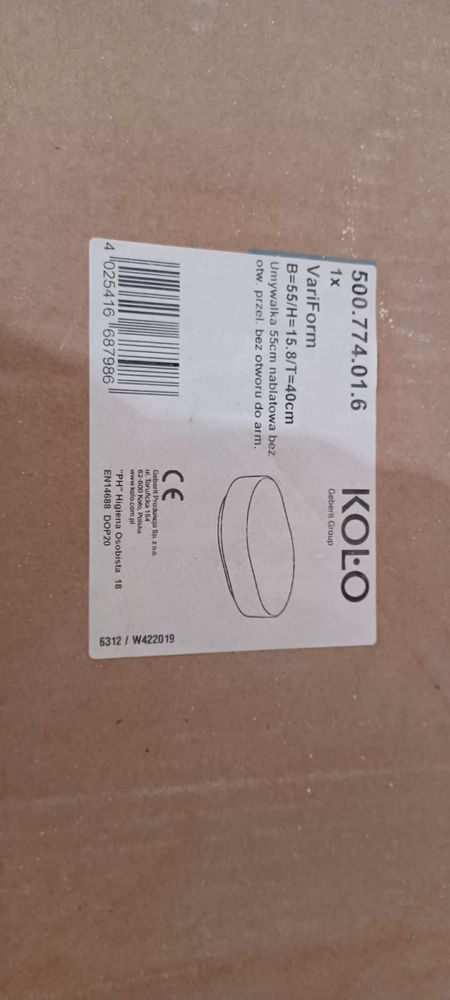 500.774.01.6
1x
VariForm
B=55/H=15.8/T=40cm
Umywalka 55cm nablatowa bez
otw. przel. bez otworu do arm.
4 025416 687986
KOŁO
Geberit Group
CE
Geberit Produkcja Sp. z o.o.
ul. Toruńska 154
62-600 Koło, Polska
www.kolo.com.pl
"PH" Higiena Osobista 18
EN14688 DOP20
6312 / W422019